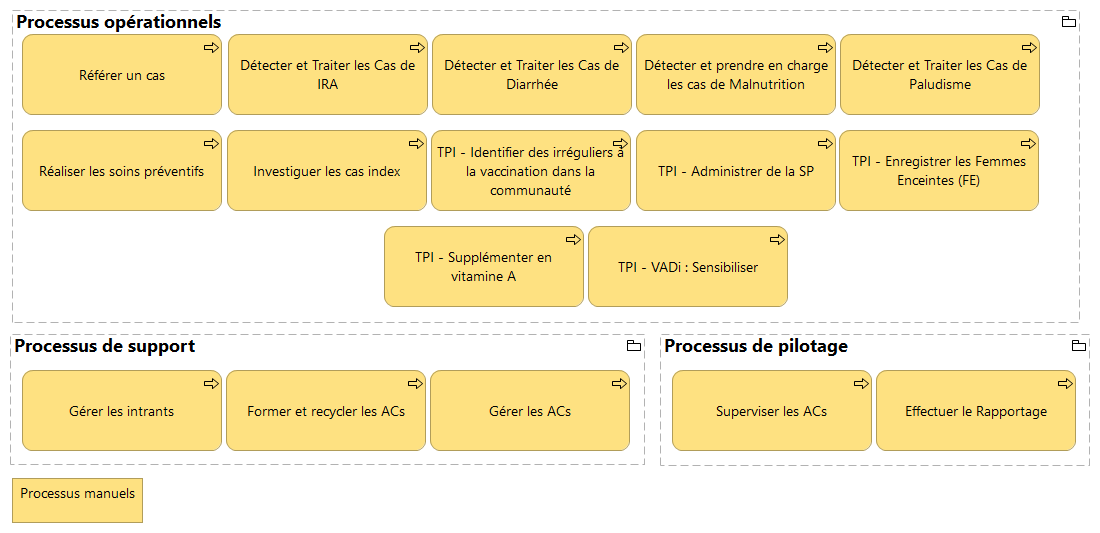 Processus opérationnels
Référer un cas
Détecter et Traiter les Cas de
IRA
Détecter et Traiter les Cas de
Diarrhée
Détecter et prendre en charge
les cas de Malnutrition
Détecter et Traiter les Cas de
Paludisme
Réaliser les soins préventifs
Investiguer les cas index
TPI - Identifier des irréguliers à
la vaccination dans la
communauté
TPI - Administrer de la SP
TPI - Enregistrer les Femmes
Enceintes (FE)
TPI - Supplémenter en
vitamine A
TPI - VADi : Sensibiliser
Processus de support
Gérer les intrants
Former et recycler les ACs
Gérer les ACs
Processus de pilotage
Superviser les ACs
Effectuer le Rapportage
Processus manuels